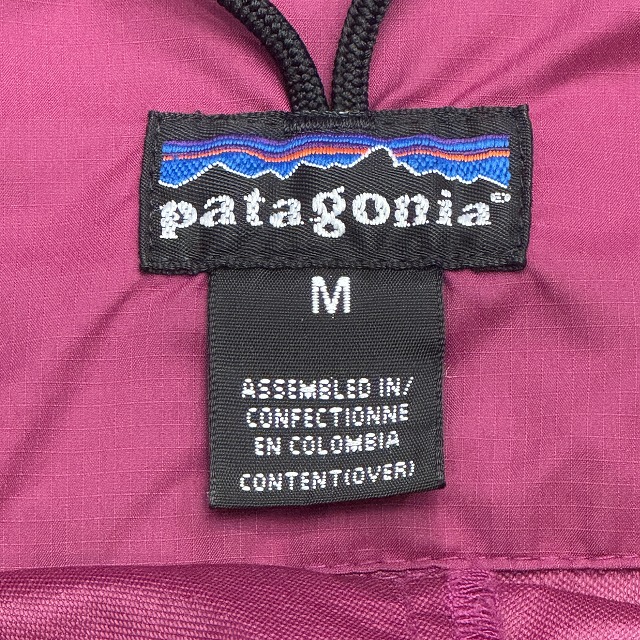 patagonia®
M
ASSEMBLED IN/
CONFECTIONNE
EN COLOMBIA
CONTENT(OVER)